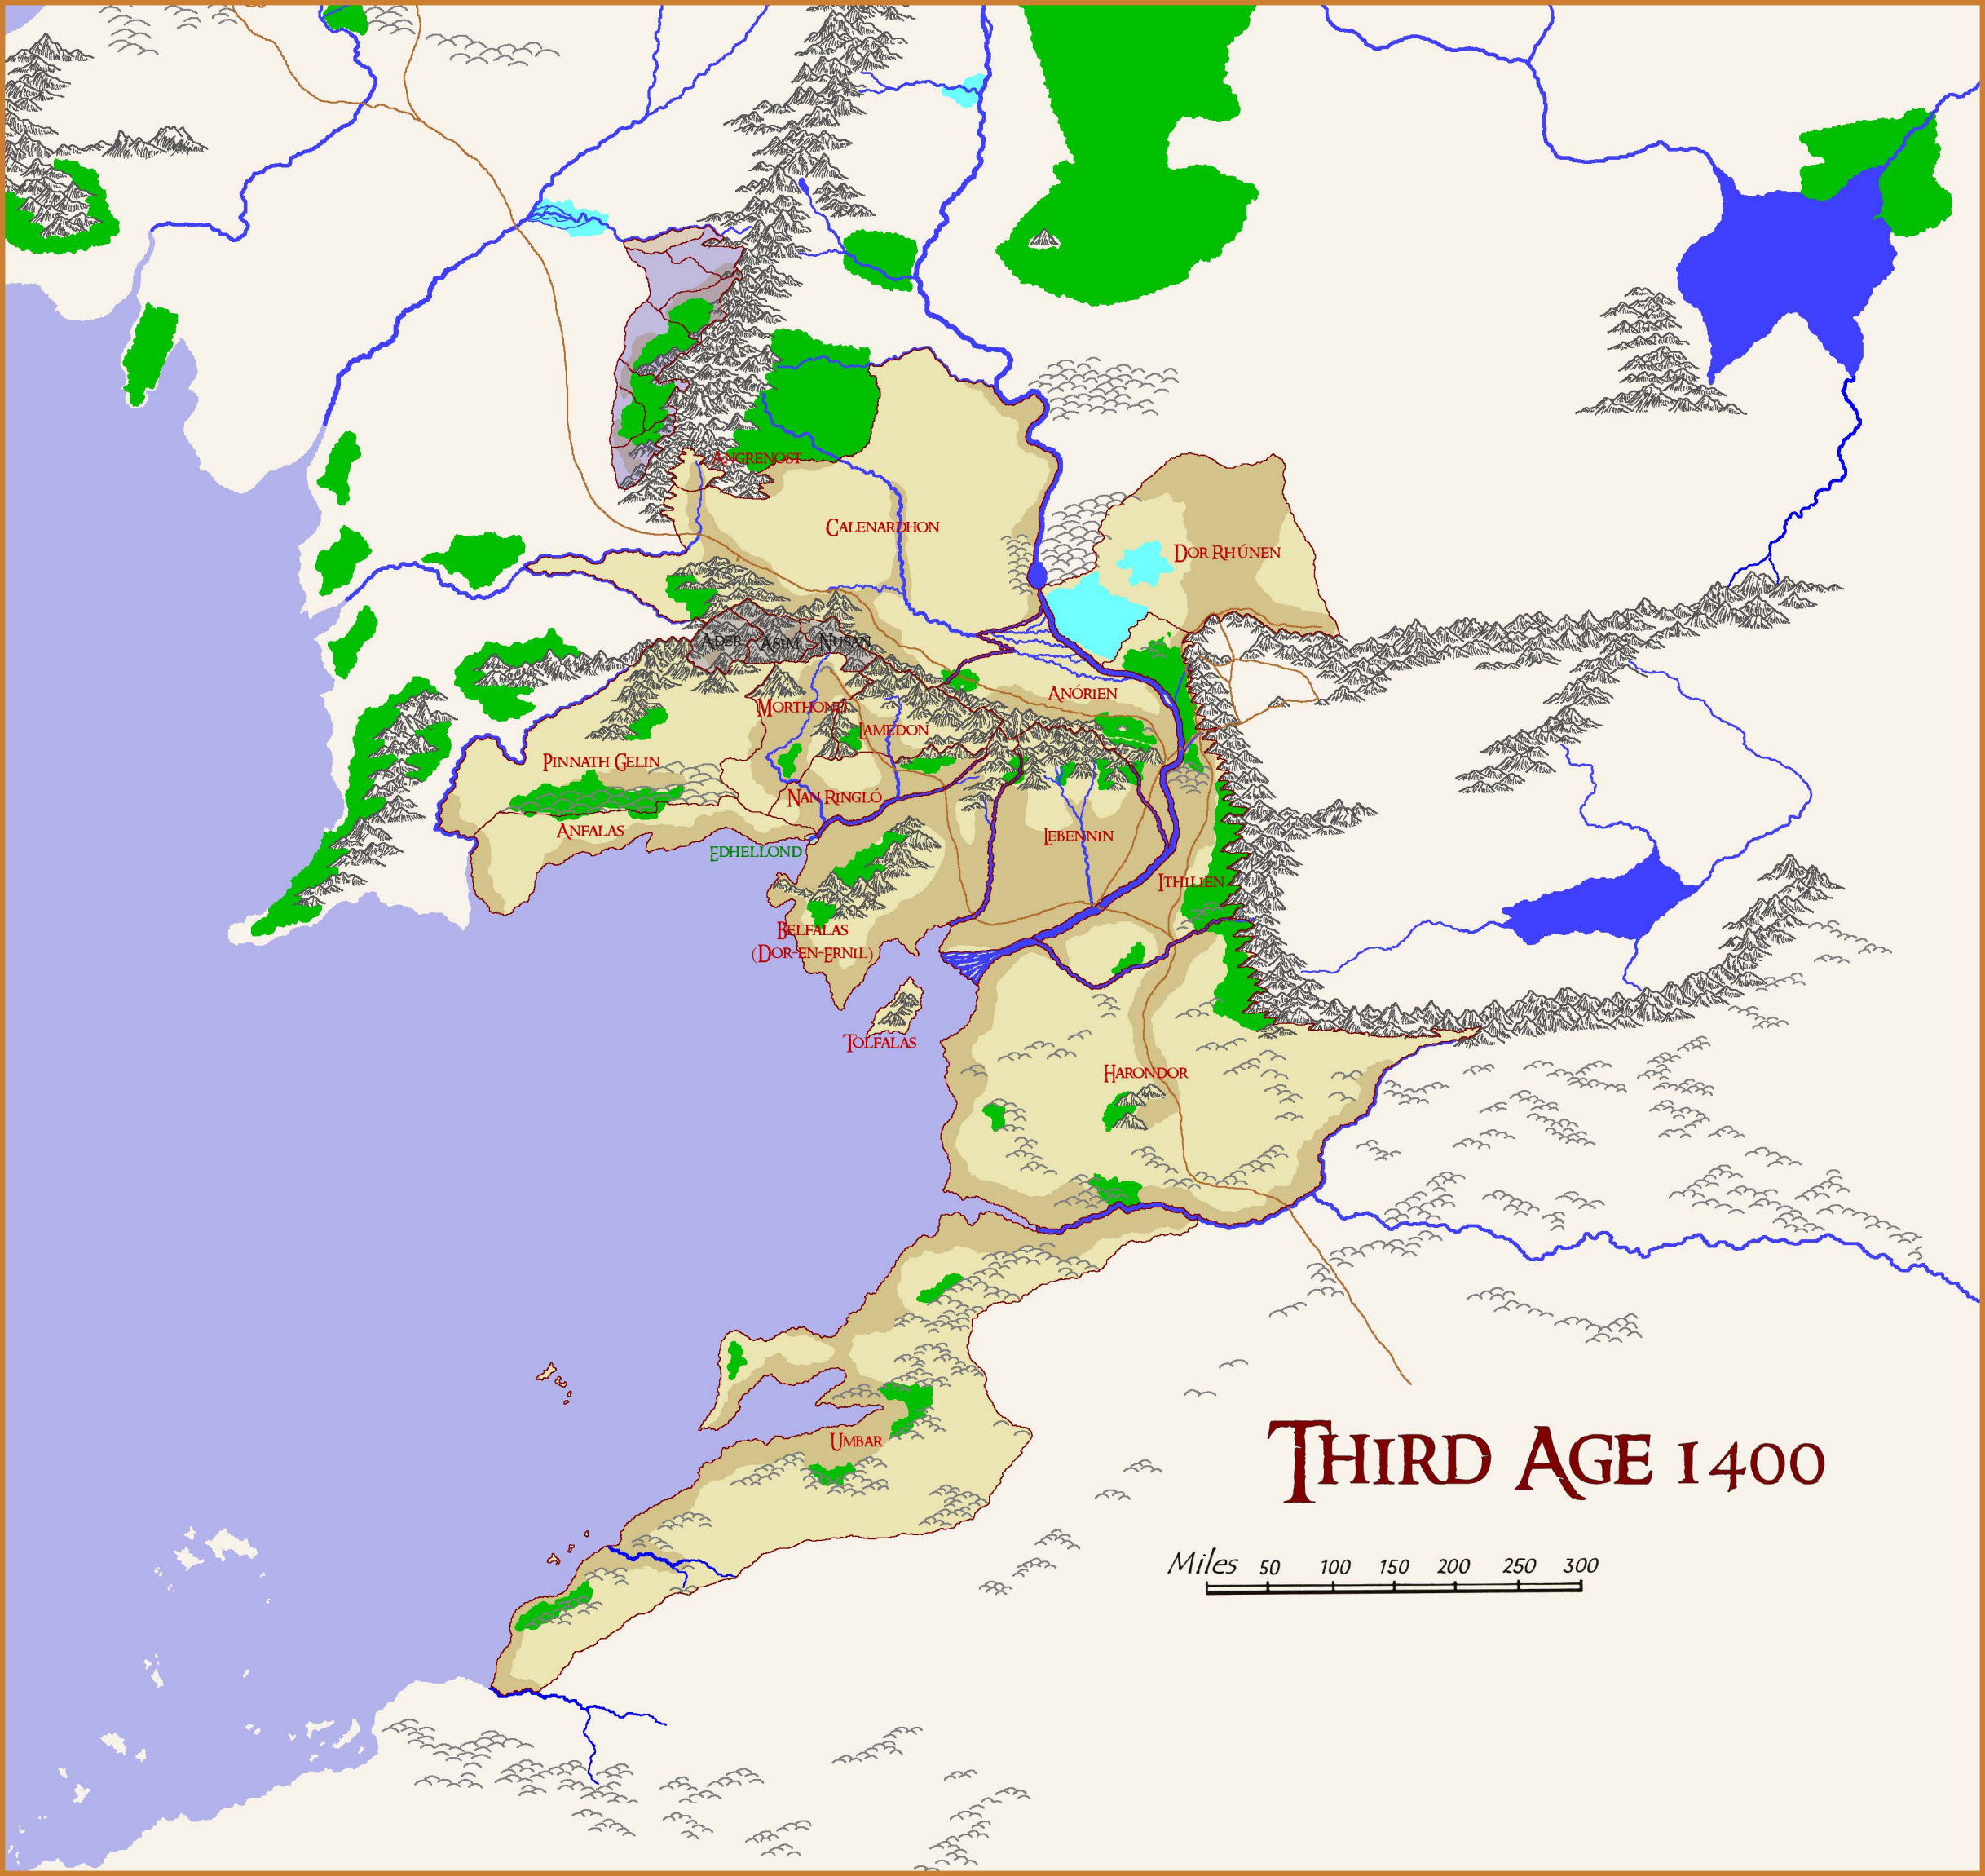 Angrenost
Calenardhon
Dor Rhúnen
Ader
Asim
Nusan
Anórien
Morthond
Lamedon
Pinnath Gelin
Nan Ringló
Anfalas
Lebennin
Edhellond
Ithilien
Belfalas
(Dor-en-Ernil)
Tolfalas
Harondor
Umbar
Third Age 1400
Miles 50 100 150 200 250 300